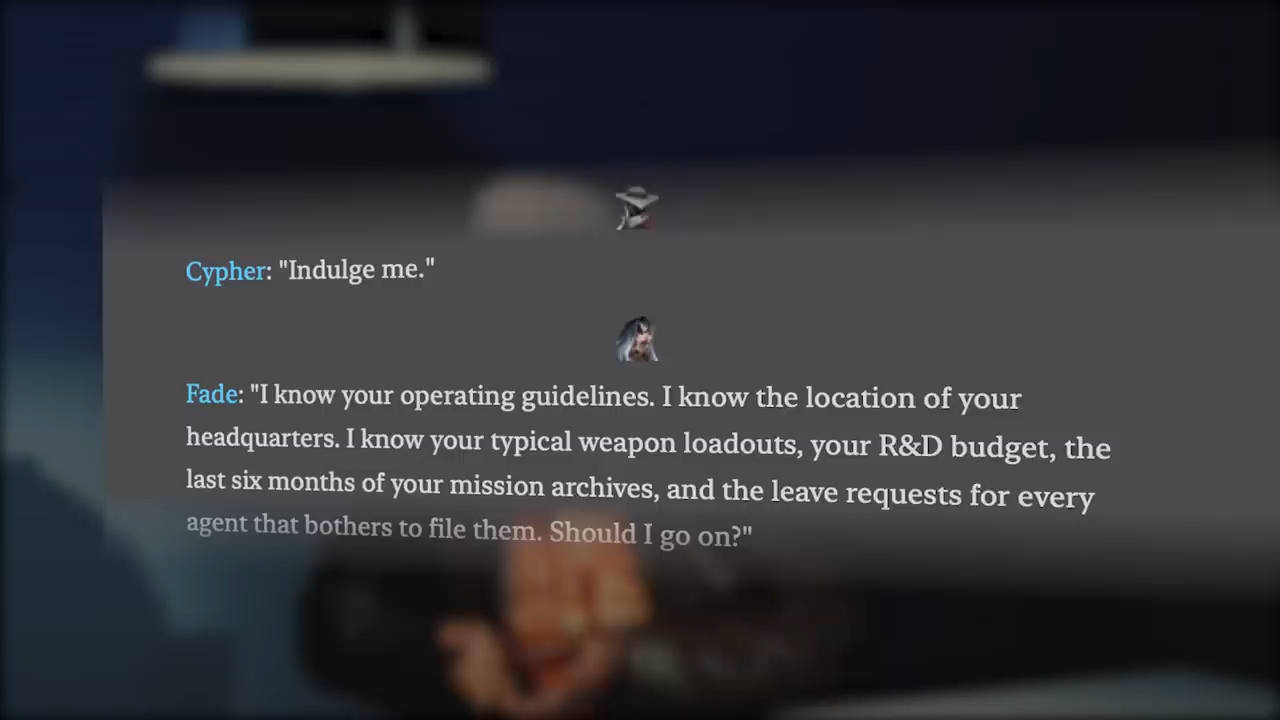 Cypher: "Indulge me."
Fade: "I know your operating guidelines. I know the location of your
headquarters. I know your typical weapon loadouts, your R&D budget, the
last six months of your mission archives, and the leave requests for every
agent that bothers to file them. Should I go on?"